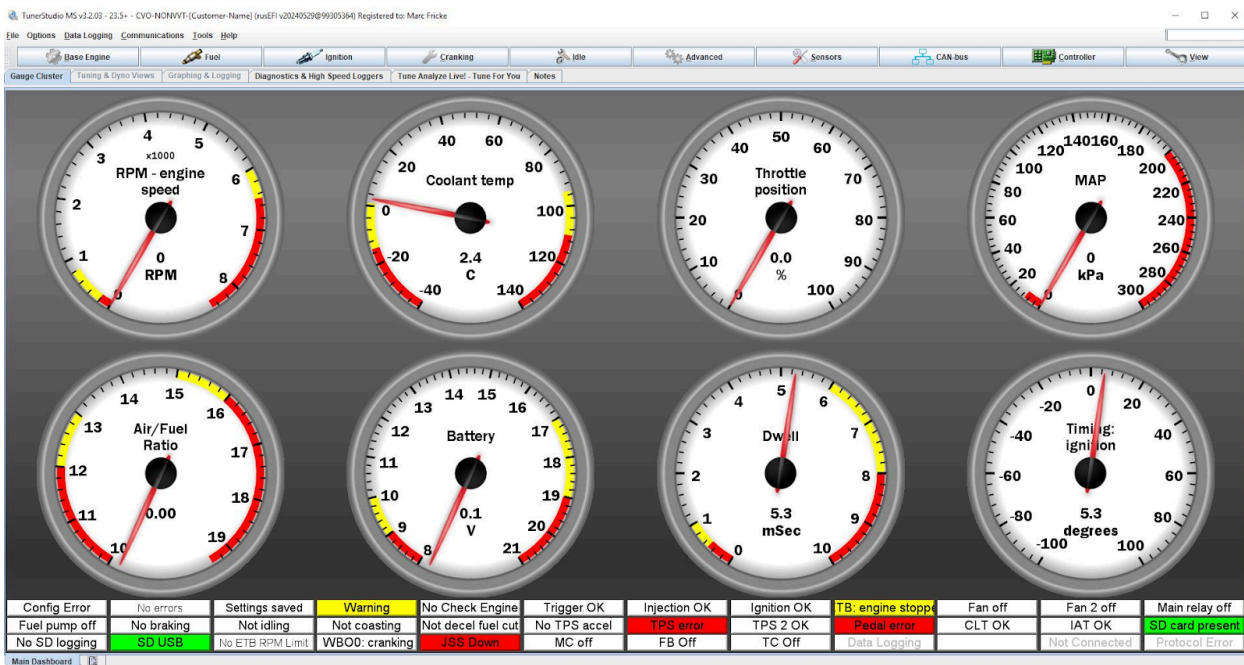 TunerStudio MS v3.2.03 - 23.5+ - CVO-NONVVT-[Customer-Name] (rusEFI v20240529@99305364) Registered to: Marc Fricke
File Options Data Logging Communications Tools Help
Base Engine Fuel Ignition Cranking Idle Advanced Sensors CAN-bus Controller View
Gauge Cluster Tuning & Dyno Views Graphing & Logging Diagnostics & High Speed Loggers Tune Analyze Live! - Tune For You Notes
0 1 2 3 4 5 6 7 8
x1000
RPM - engine
speed
0
RPM
-40 -20 0 20 40 60 80 100 120 140
Coolant temp
2.4
C
0 10 20 30 40 50 60 70 80 90 100
Throttle
position
0.0
%
0 20 40 60 80 100 120 140 160 180 200 220 240 260 280 300
MAP
0
kPa
10 11 12 13 14 15 16 17 18 19
Air/Fuel
Ratio
0.00
8 9 10 11 12 13 14 15 16 17 18 19 20 21
Battery
0.1
V
0 1 2 3 4 5 6 7 8 9 10
Dwell
5.3
mSec
-100 -80 -60 -40 -20 0 20 40 60 80 100
Timing:
ignition
5.3
degrees
Config Error No errors Settings saved Warning No Check Engine Trigger OK Injection OK Ignition OK TB: engine stoppe Fan off Fan 2 off Main relay off
Fuel pump off No braking Not idling Not coasting Not decel fuel cut No TPS accel TPS error TPS 2 OK Pedal error CLT OK IAT OK SD card present
No SD logging SD USB No ETB RPM Limit WBO0: cranking JSS Down MC off FB Off TC Off Data Logging Not Connected Protocol Error
Main Dashboard